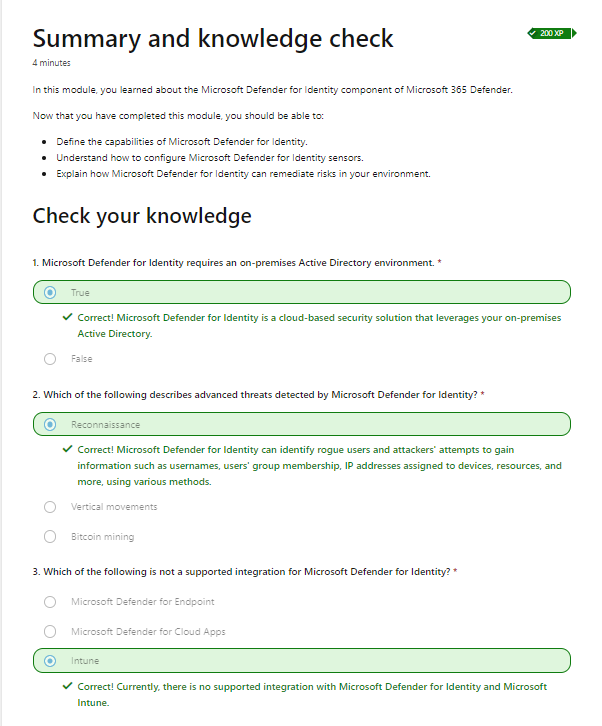 Summary and knowledge check
200 XP
4 minutes
In this module, you learned about the Microsoft Defender for Identity component of Microsoft 365 Defender.
Now that you have completed this module, you should be able to:
• Define the capabilities of Microsoft Defender for Identity.
• Understand how to configure Microsoft Defender for Identity sensors.
• Explain how Microsoft Defender for Identity can remediate risks in your environment.
Check your knowledge
1. Microsoft Defender for Identity requires an on-premises Active Directory environment. *
True
Correct! Microsoft Defender for Identity is a cloud-based security solution that leverages your on-premises
Active Directory.
False
2. Which of the following describes advanced threats detected by Microsoft Defender for Identity? *
Reconnaissance
Correct! Microsoft Defender for Identity can identify rogue users and attackers' attempts to gain
information such as usernames, users' group membership, IP addresses assigned to devices, resources, and
more, using various methods.
Vertical movements
Bitcoin mining
3. Which of the following is not a supported integration for Microsoft Defender for Identity? *
Microsoft Defender for Endpoint
Microsoft Defender for Cloud Apps
Intune
Correct! Currently, there is no supported integration with Microsoft Defender for Identity and Microsoft
Intune.